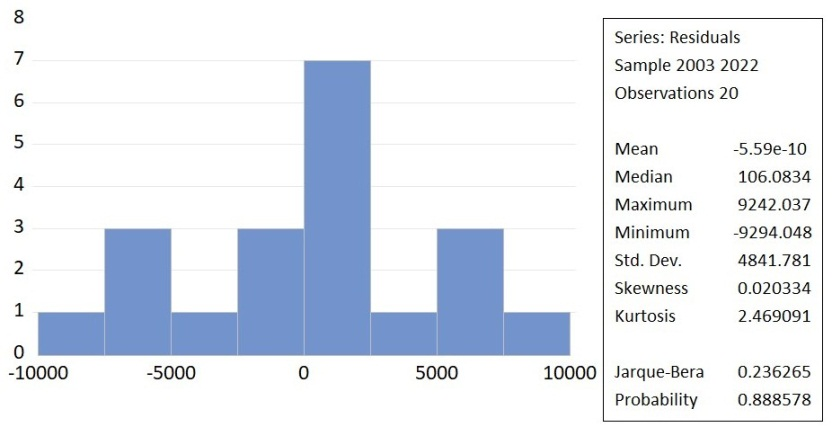 8
7
6
5
4
3
2
1
0
-10000 -5000 0 5000 10000
Series: Residuals
Sample 2003 2022
Observations 20
Mean -5.59e-10
Median 106.0834
Maximum 9242.037
Minimum -9294.048
Std. Dev. 4841.781
Skewness 0.020334
Kurtosis 2.469091
Jarque-Bera 0.236265
Probability 0.888578